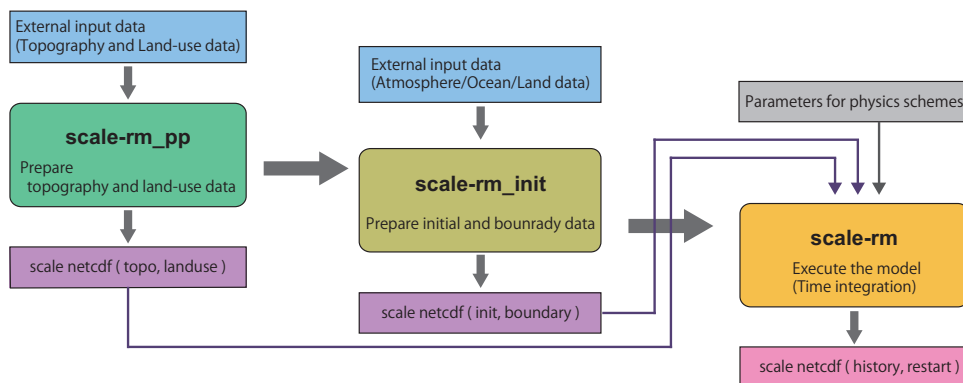 External input data
(Topography and Land-use data)
scale-rm_pp
Prepare
topography and land-use data
scale netcdf ( topo, landuse )
External input data
(Atmosphere/Ocean/Land data)
scale-rm_init
Prepare initial and bounrady data
scale netcdf ( init, boundary )
Parameters for physics schemes
scale-rm
Execute the model
(Time integration)
scale netcdf ( history, restart )